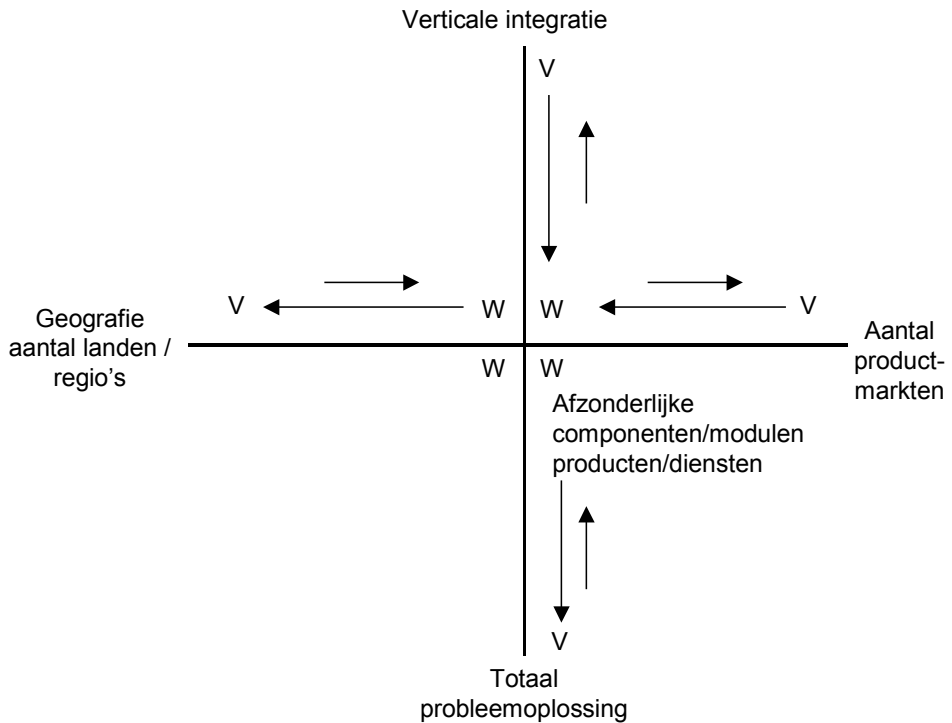 Verticale integratie
V
V
W
W
V
Geografie
aantal landen /
regio's
Aantal
product-
markten
W
W
Afzonderlijke
componenten/modulen
producten/diensten
V
Totaal
probleemoplossing